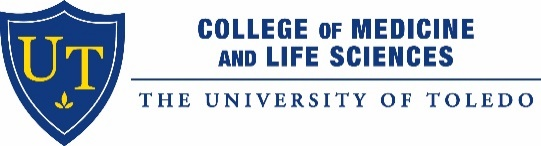 UT
COLLEGE OF MEDICINE
AND LIFE SCIENCES
THE UNIVERSITY OF TOLEDO